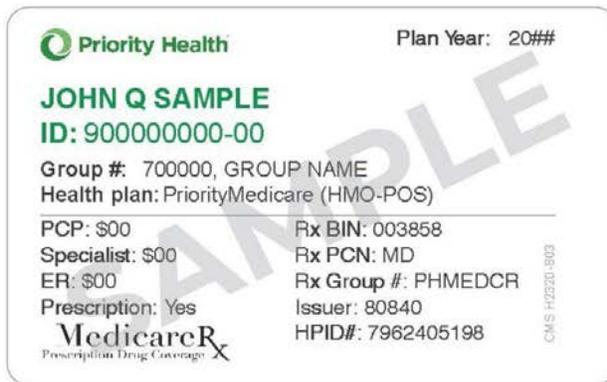 Priority Health
Plan Year: 20##
JOHN Q SAMPLE
ID: 900000000-00
Group #: 700000, GROUP NAME
Health plan: PriorityMedicare (HMO-POS)
PCP: $00
Specialist: $00
ER: $00
Prescription: Yes
MedicareRx
Prescription Drug Coverage
Rx BIN: 003858
Rx PCN: MD
Rx Group #: PHMEDCR
Issuer: 80840
HPID#: 7962405198
CMS H2320-803
SAMPLE